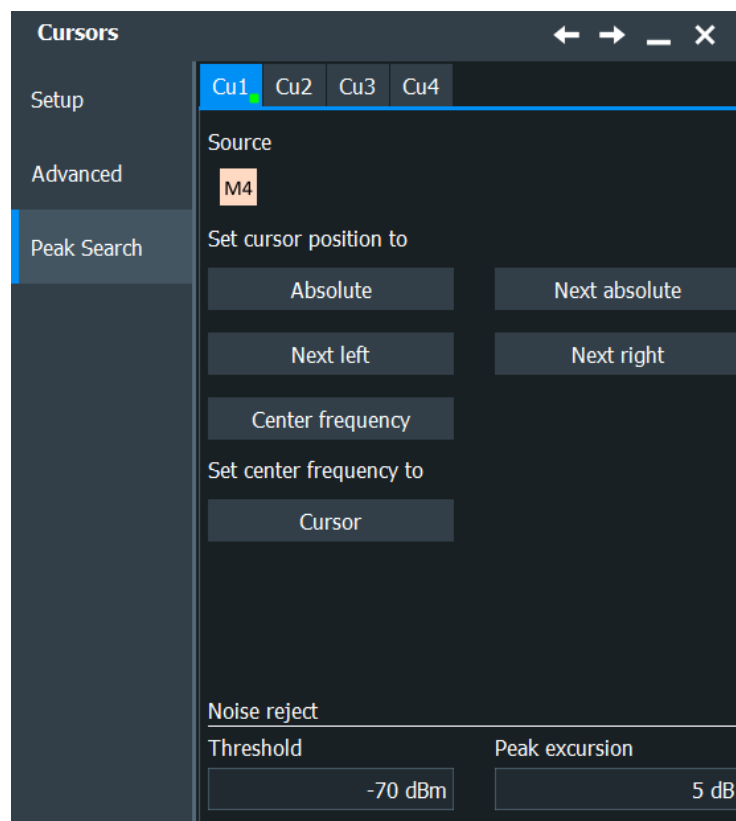 Cursors
Setup
Advanced
Peak Search
Cu1 Cu2 Cu3 Cu4
Source
M4
Set cursor position to
Absolute Next absolute
Next left Next right
Center frequency
Set center frequency to
Cursor
Noise reject
Threshold Peak excursion
-70 dBm 5 dB